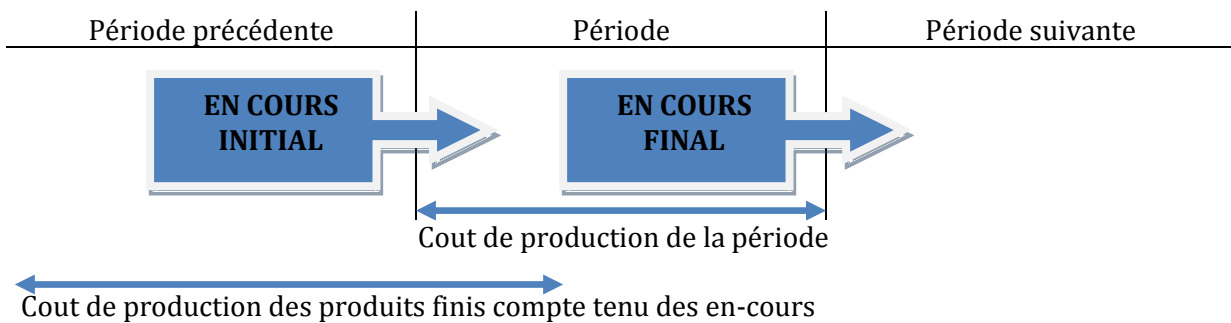 Période précédente Période Période suivante
EN COURS
INITIAL
EN COURS
FINAL
Cout de production de la période
Cout de production des produits finis compte tenu des en-cours